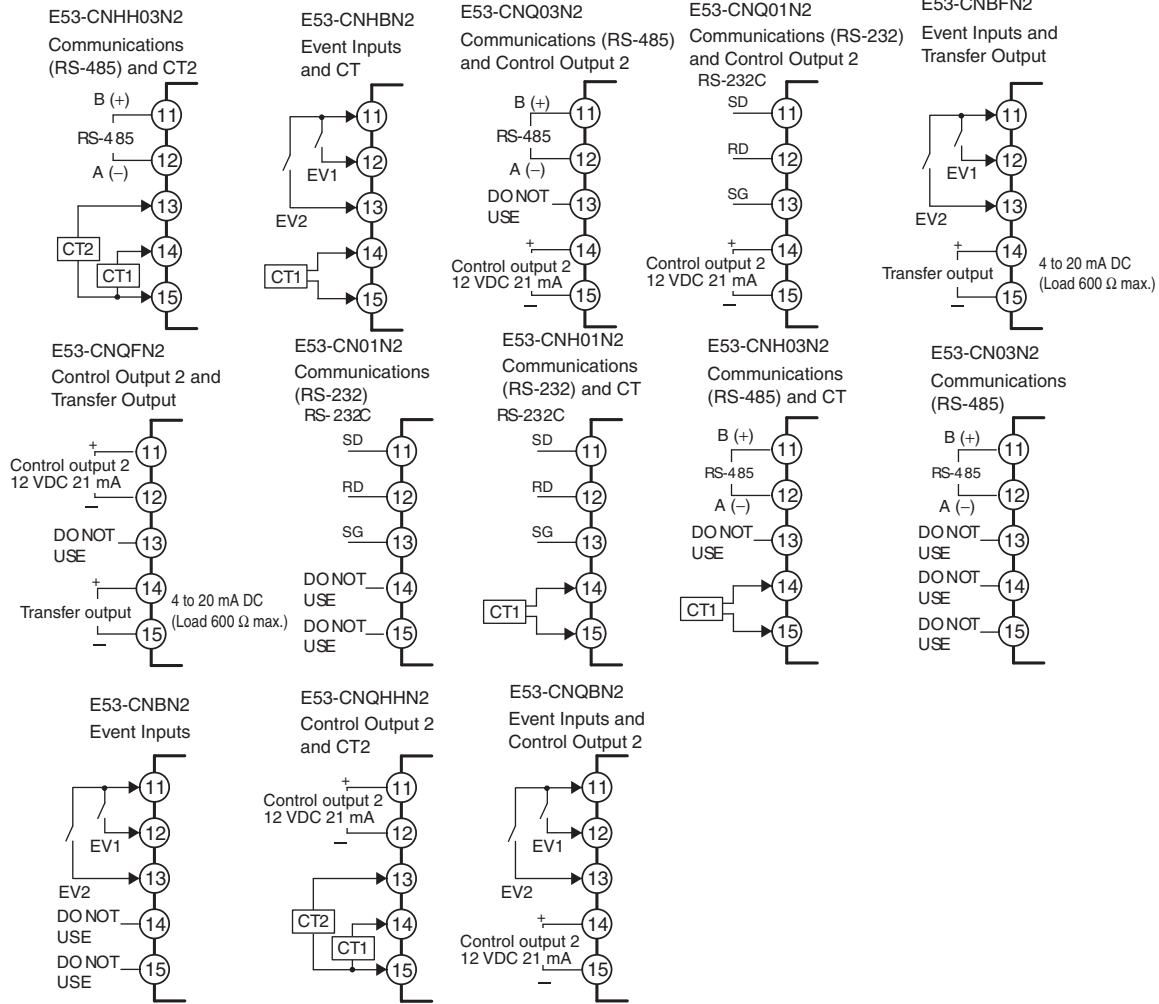 E53-CNHH03N2
Communications
(RS-485) and CT2
B (+)
11
RS-485
12
A (−)
13
CT2
14
CT1
15
E53-CNHBN2
Event Inputs
and CT
11
12
EV1
13
EV2
14
CT1
15
E53-CNQ03N2
Communications (RS-485)
and Control Output 2
B (+)
11
RS-485
12
A (−)
DO NOT
USE
13
+
14
Control output 2
12 VDC 21 mA
15
−
E53-CNQ01N2
Communications (RS-232)
and Control Output 2
RS-232C
SD
11
RD
12
SG
13
+
14
Control output 2
12 VDC 21 mA
15
−
E53-CNBFN2
Event Inputs and
Transfer Output
11
12
EV1
13
EV2
+
14
Transfer output
4 to 20 mA DC
(Load 600 Ω max.)
15
−
E53-CNQFN2
Control Output 2 and
Transfer Output
+
11
Control output 2
12 VDC 21 mA
12
−
DO NOT
USE
13
+
14
Transfer output
4 to 20 mA DC
(Load 600 Ω max.)
15
−
E53-CN01N2
Communications
(RS-232)
RS-232C
SD
11
RD
12
SG
13
DO NOT
USE
14
DO NOT
USE
15
E53-CNH01N2
Communications
(RS-232) and CT
RS-232C
SD
11
RD
12
SG
13
14
CT1
15
E53-CNH03N2
Communications
(RS-485) and CT
B (+)
11
RS-485
12
A (−)
DO NOT
USE
13
14
CT1
15
E53-CN03N2
Communications
(RS-485)
B (+)
11
RS-485
12
A (−)
DO NOT
USE
13
DO NOT
USE
14
DO NOT
USE
15
E53-CNBN2
Event Inputs
11
12
EV1
13
EV2
DO NOT
USE
14
DO NOT
USE
15
E53-CNQHHN2
Control Output 2
and CT2
+
11
Control output 2
12 VDC 21 mA
12
−
13
CT2
14
CT1
15
E53-CNQBN2
Event Inputs and
Control Output 2
11
12
EV1
13
EV2
+
14
Control output 2
12 VDC 21 mA
15
−